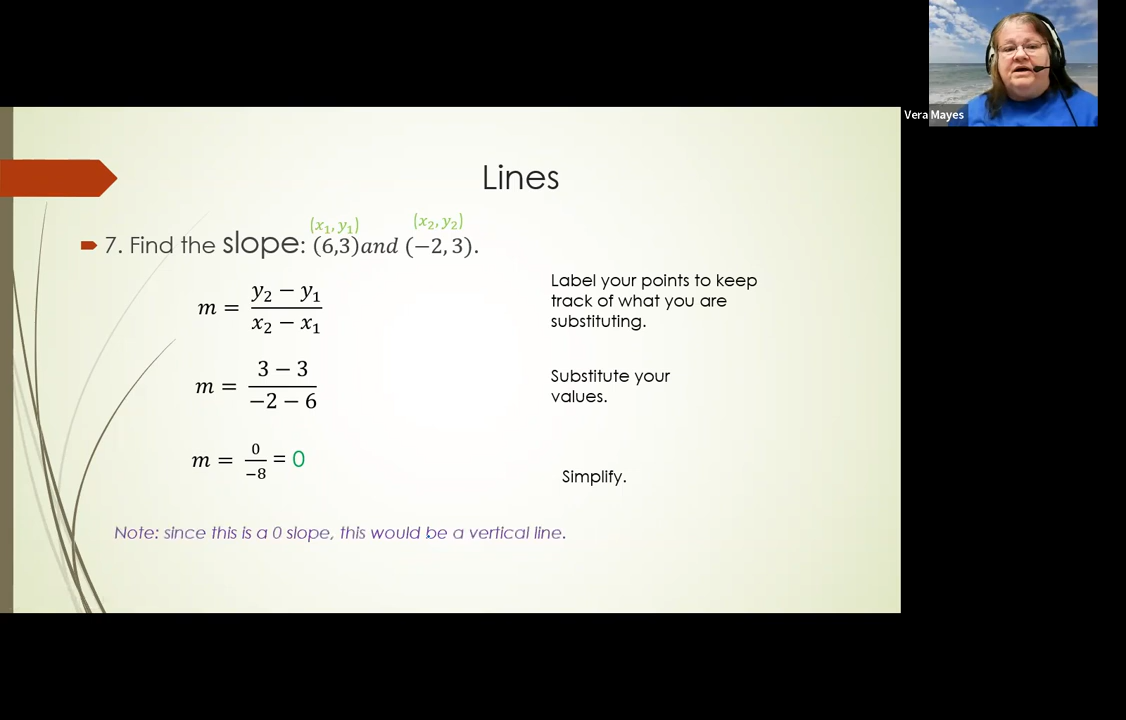 Vera Mayes
Lines
(x₁, y₁) (x₂, y₂)
7. Find the slope: (6,3) and (−2, 3).
m = (y₂ − y₁)/(x₂ − x₁)
Label your points to keep
track of what you are
substituting.
m = (3 − 3)/(−2 − 6)
Substitute your
values.
m = 0/−8 = 0
Simplify.
Note: since this is a 0 slope, this would be a vertical line.